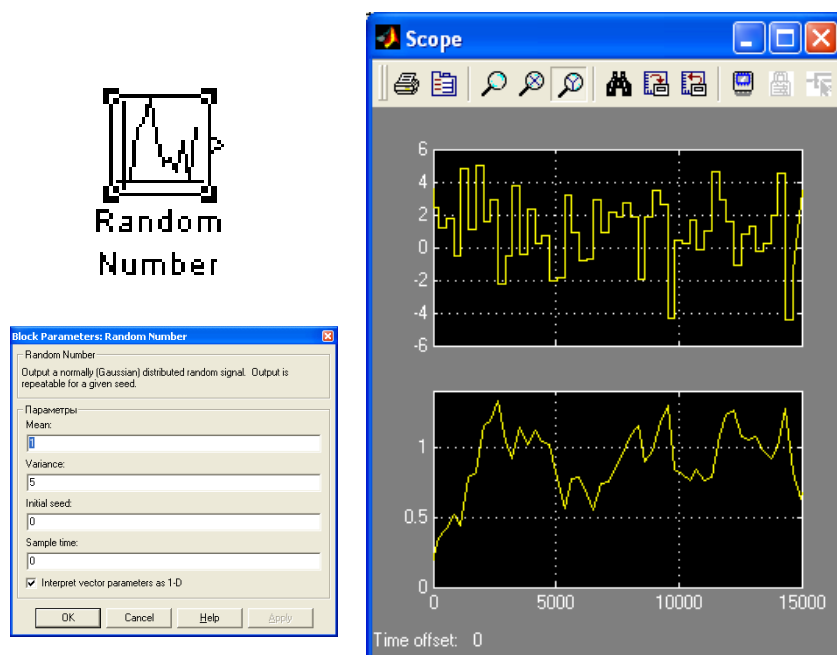 Random
Number
Block Parameters: Random Number
Random Number
Output a normally (Gaussian) distributed random signal. Output is
repeatable for a given seed.
Параметры
Mean:
1
Variance:
5
Initial seed:
0
Sample time:
0
Interpret vector parameters as 1-D
OK Cancel Help Apply
Scope
6
4
2
0
-2
-4
-6
1
0.5
0
0 5000 10000 15000
Time offset: 0